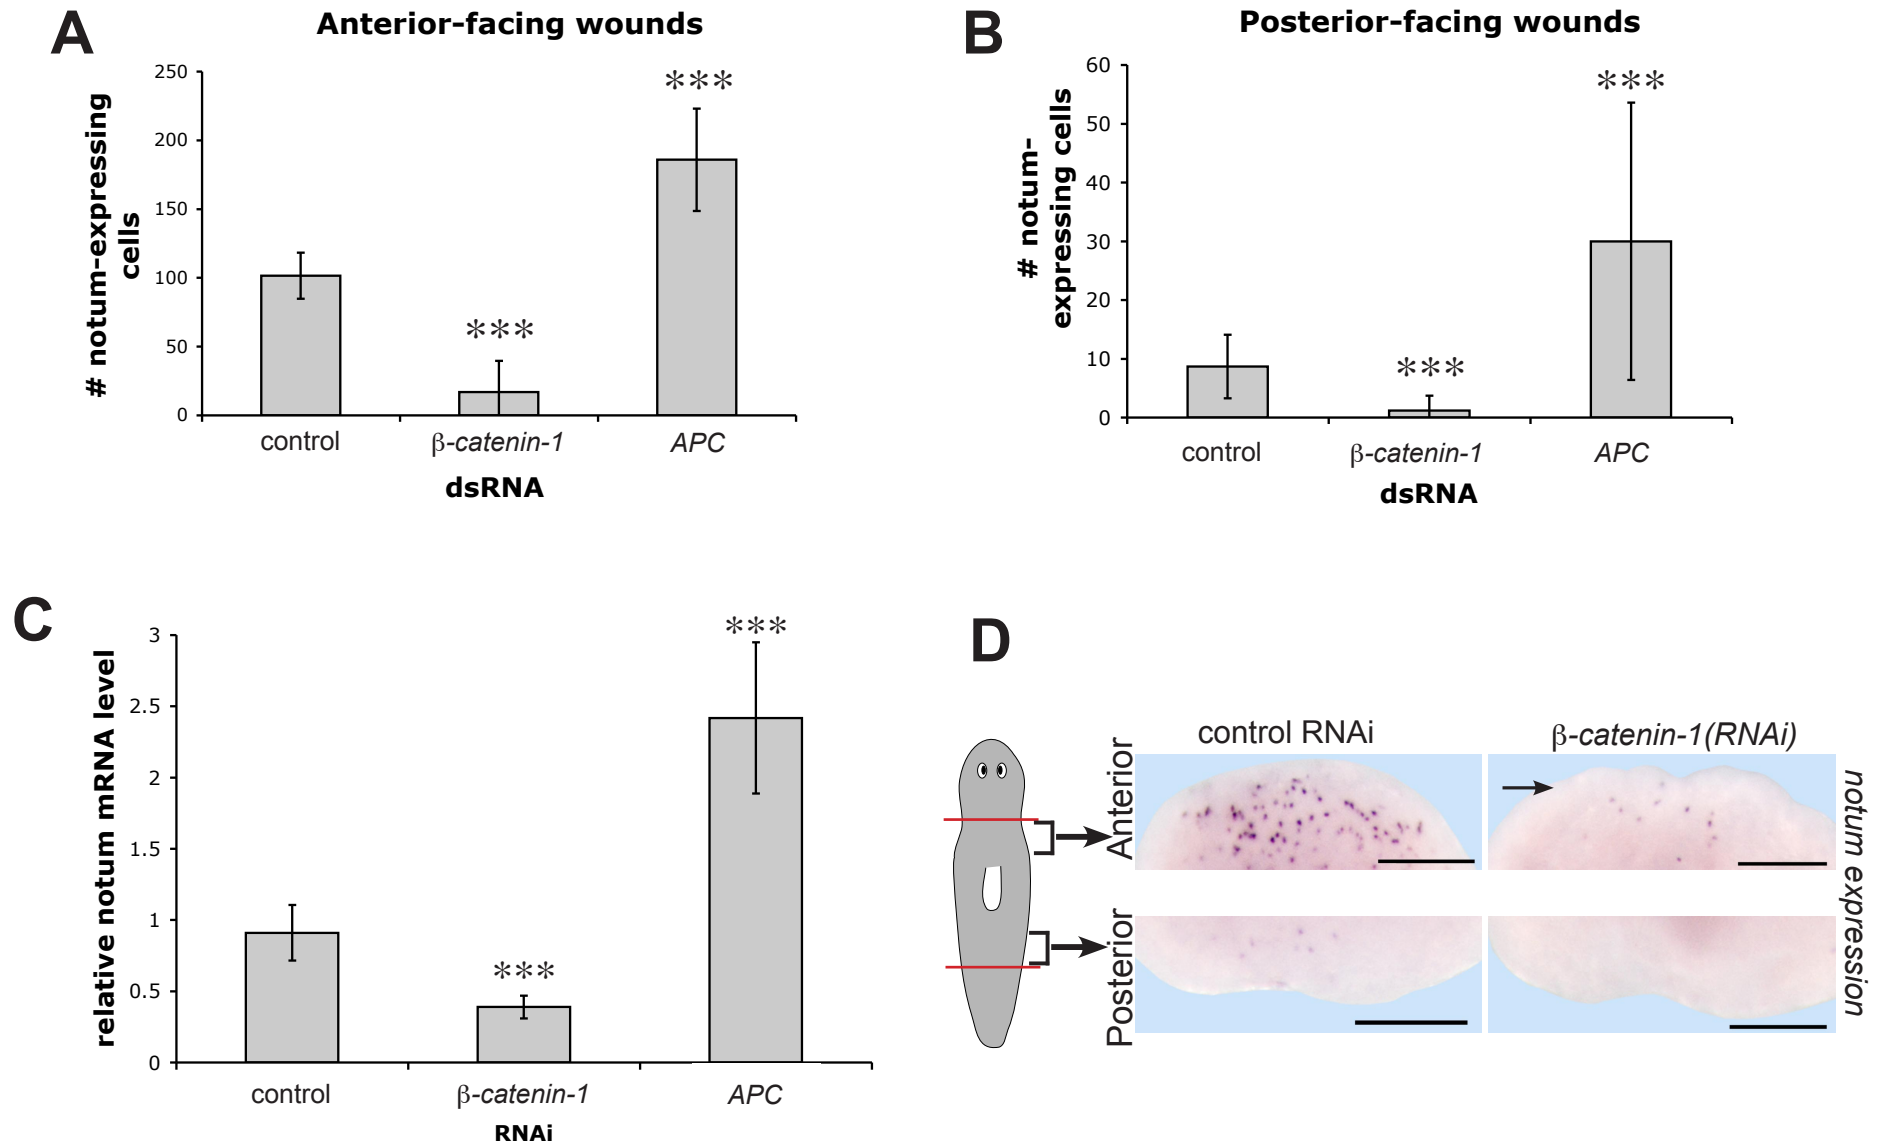 A
Anterior-facing wounds
# notum-expressing
cells
250
200
150
100
50
0
***
***
control
β-catenin-1
APC
dsRNA
B
Posterior-facing wounds
# notum-
expressing cells
60
50
40
30
20
10
0
***
***
control
β-catenin-1
APC
dsRNA
C
relative notum mRNA level
3
2.5
2
1.5
1
0.5
0
***
***
control
β-catenin-1
APC
RNAi
D
control RNAi
β-catenin-1(RNAi)
Anterior
Posterior
notum expression